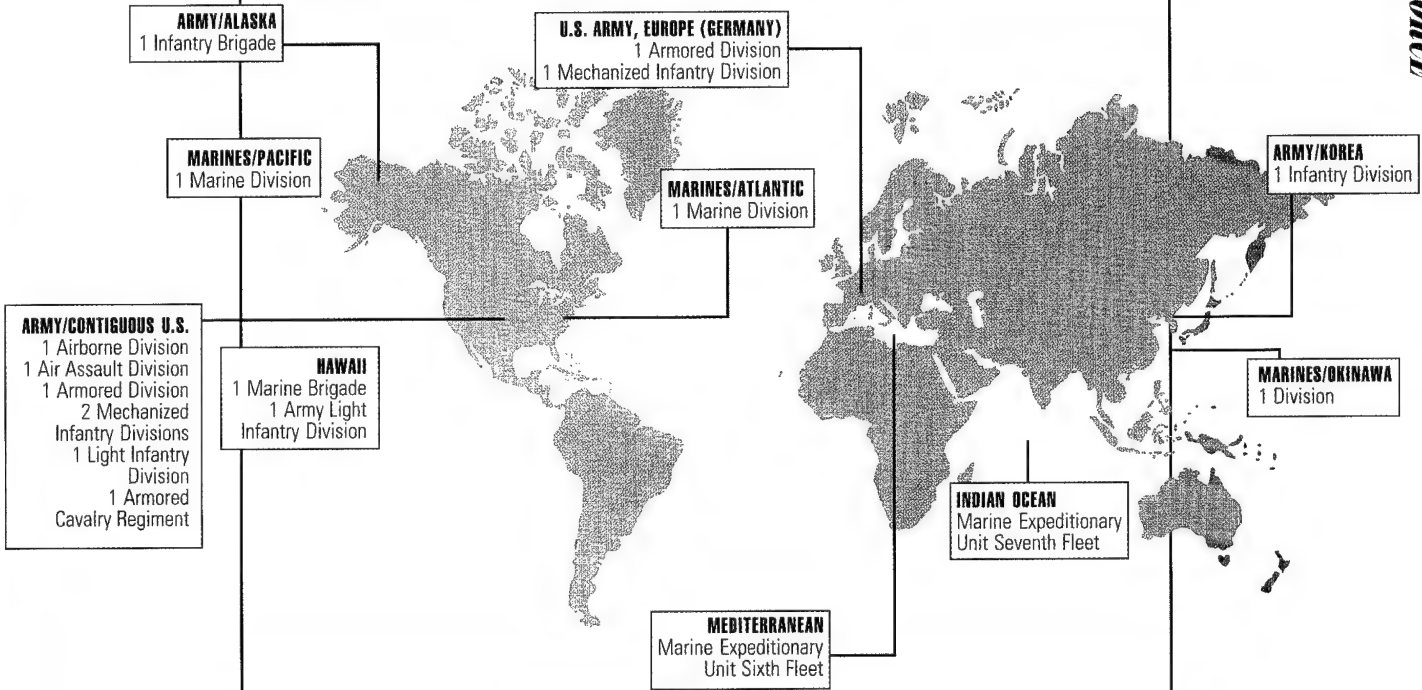 ARMY/ALASKA
1 Infantry Brigade
U.S. ARMY, EUROPE (GERMANY)
1 Armored Division
1 Mechanized Infantry Division
MARINES/PACIFIC
1 Marine Division
MARINES/ATLANTIC
1 Marine Division
ARMY/KOREA
1 Infantry Division
ARMY/CONTIGUOUS U.S.
1 Airborne Division
1 Air Assault Division
1 Armored Division
2 Mechanized
Infantry Divisions
1 Light Infantry
Division
1 Armored
Cavalry Regiment
HAWAII
1 Marine Brigade
1 Army Light
Infantry Division
MARINES/OKINAWA
1 Division
INDIAN OCEAN
Marine Expeditionary
Unit Seventh Fleet
MEDITERRANEAN
Marine Expeditionary
Unit Sixth Fleet